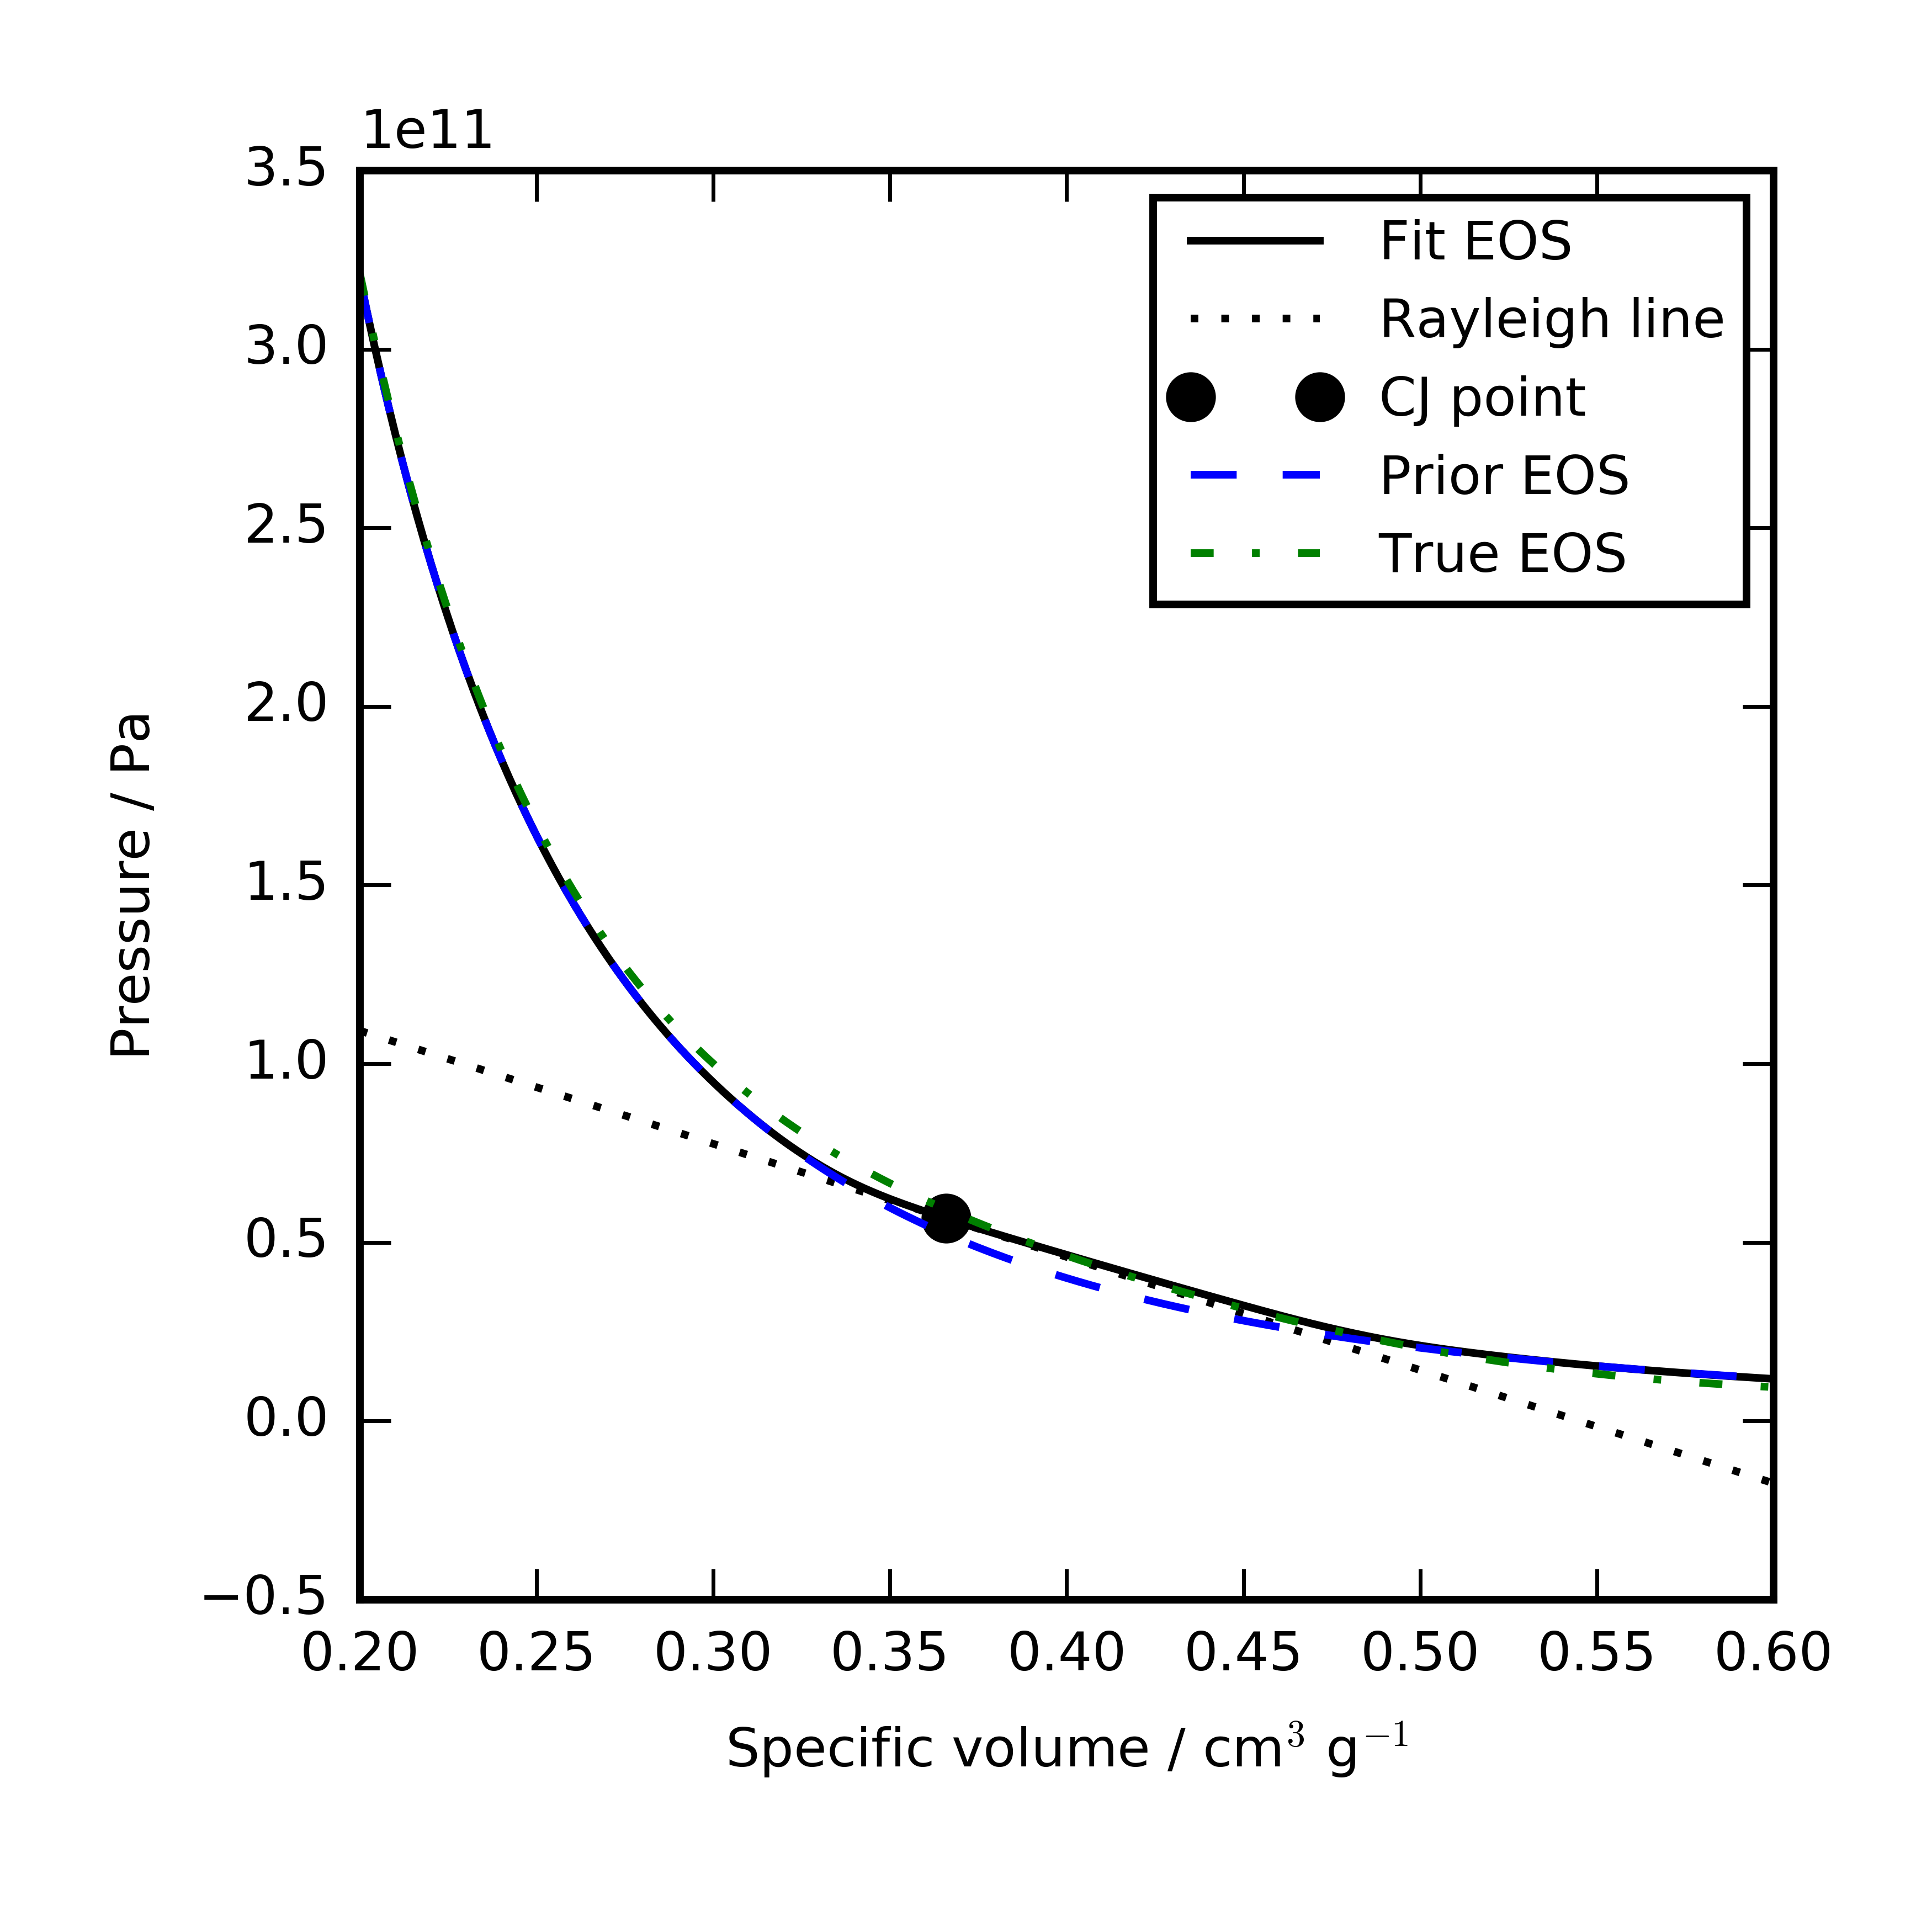 1e11
3.5
3.0
2.5
2.0
1.5
1.0
0.5
0.0
−0.5
Pressure / Pa
Fit EOS
Rayleigh line
CJ point
Prior EOS
True EOS
0.20 0.25 0.30 0.35 0.40 0.45 0.50 0.55 0.60
Specific volume / cm³ g⁻¹